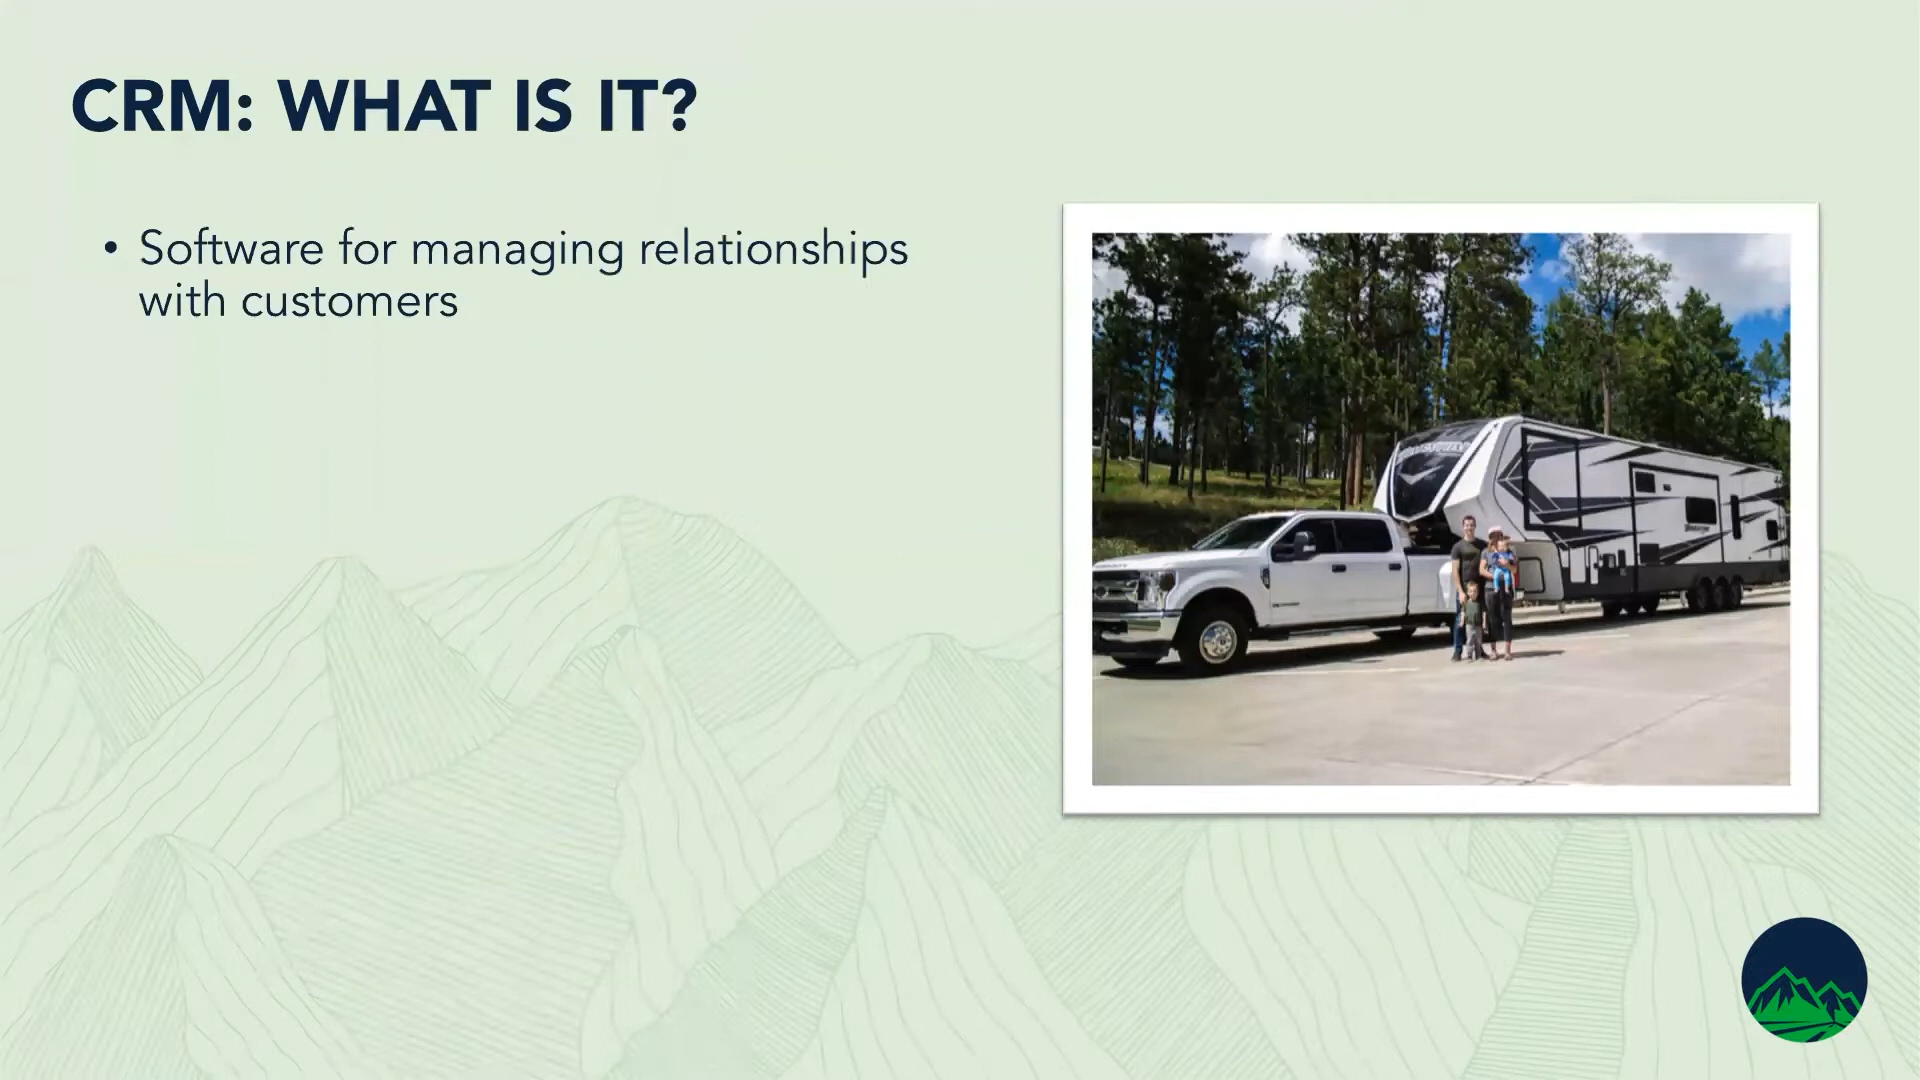 CRM: WHAT IS IT?
• Software for managing relationships
with customers